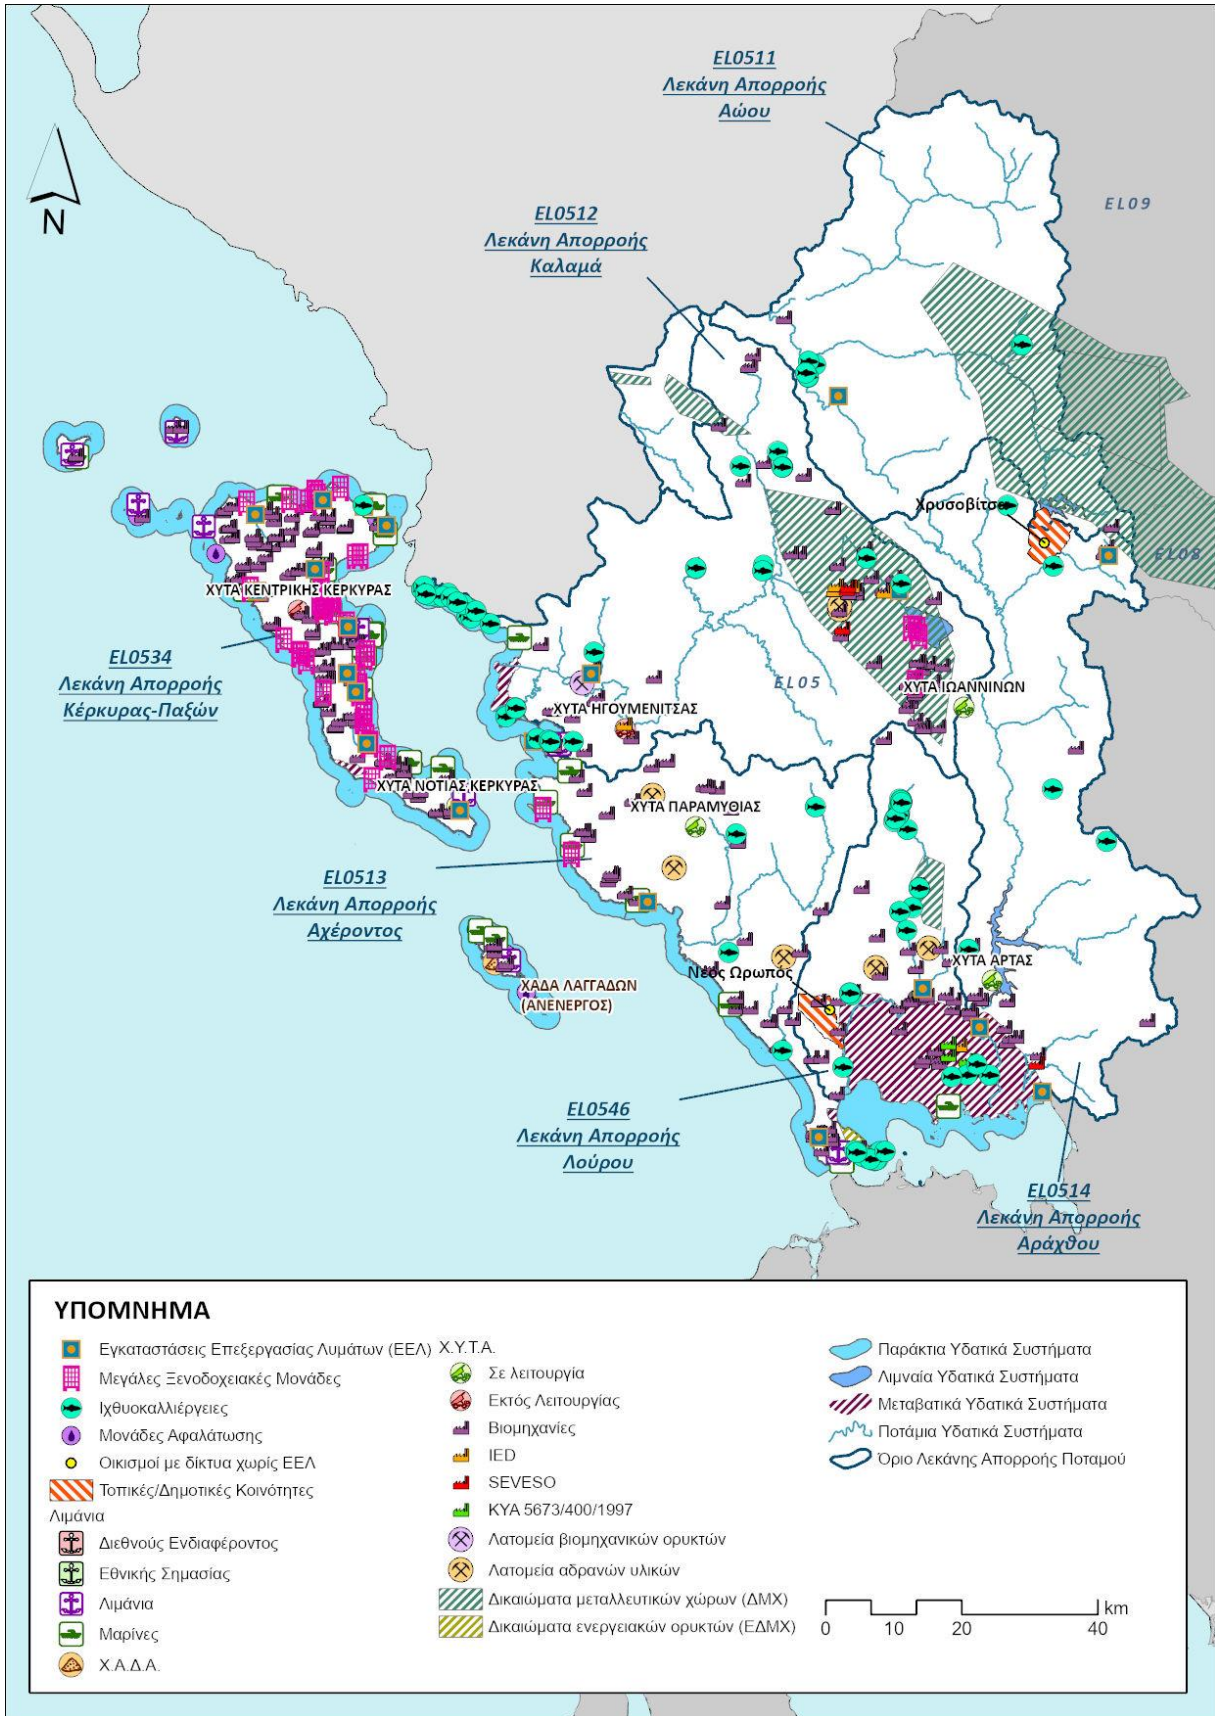 EL0511
Λεκάνη Απορροής
Αώου
N
EL0512
Λεκάνη Απορροής
Καλαμά
EL09
Χρυσοβίτσα
EL08
ΧΥΤΑ ΚΕΝΤΡΙΚΗΣ ΚΕΡΚΥΡΑΣ
EL0534
Λεκάνη Απορροής
Κέρκυρας-Παξών
EL05
ΧΥΤΑ ΙΩΑΝΝΙΝΩΝ
ΧΥΤΑ ΗΓΟΥΜΕΝΙΤΣΑΣ
ΧΥΤΑ ΝΟΤΙΑΣ ΚΕΡΚΥΡΑΣ
ΧΥΤΑ ΠΑΡΑΜΥΘΙΑΣ
EL0513
Λεκάνη Απορροής
Αχέροντος
ΧΥΤΑ ΑΡΤΑΣ
Νέος Ωρωπός
ΧΑΔΑ ΛΑΓΓΑΔΩΝ
(ΑΝΕΝΕΡΓΟΣ)
EL0546
Λεκάνη Απορροής
Λούρου
EL0514
Λεκάνη Απορροής
Αράχθου
ΥΠΟΜΝΗΜΑ
Εγκαταστάσεις Επεξεργασίας Λυμάτων (ΕΕΛ)
Μεγάλες Ξενοδοχειακές Μονάδες
Ιχθυοκαλλιέργειες
Μονάδες Αφαλάτωσης
Οικισμοί με δίκτυα χωρίς ΕΕΛ
Τοπικές/Δημοτικές Κοινότητες
Λιμάνια
Διεθνούς Ενδιαφέροντος
Εθνικής Σημασίας
Λιμάνια
Μαρίνες
Χ.Α.Δ.Α.
Χ.Υ.Τ.Α.
Σε λειτουργία
Εκτός Λειτουργίας
Βιομηχανίες
IED
SEVESO
ΚΥΑ 5673/400/1997
Λατομεία βιομηχανικών ορυκτών
Λατομεία αδρανών υλικών
Δικαιώματα μεταλλευτικών χώρων (ΔΜΧ)
Δικαιώματα ενεργειακών ορυκτών (ΕΔΜΧ)
Παράκτια Υδατικά Συστήματα
Λιμναία Υδατικά Συστήματα
Μεταβατικά Υδατικά Συστήματα
Ποτάμια Υδατικά Συστήματα
Όριο Λεκάνης Απορροής Ποταμού
km
0 10 20 40